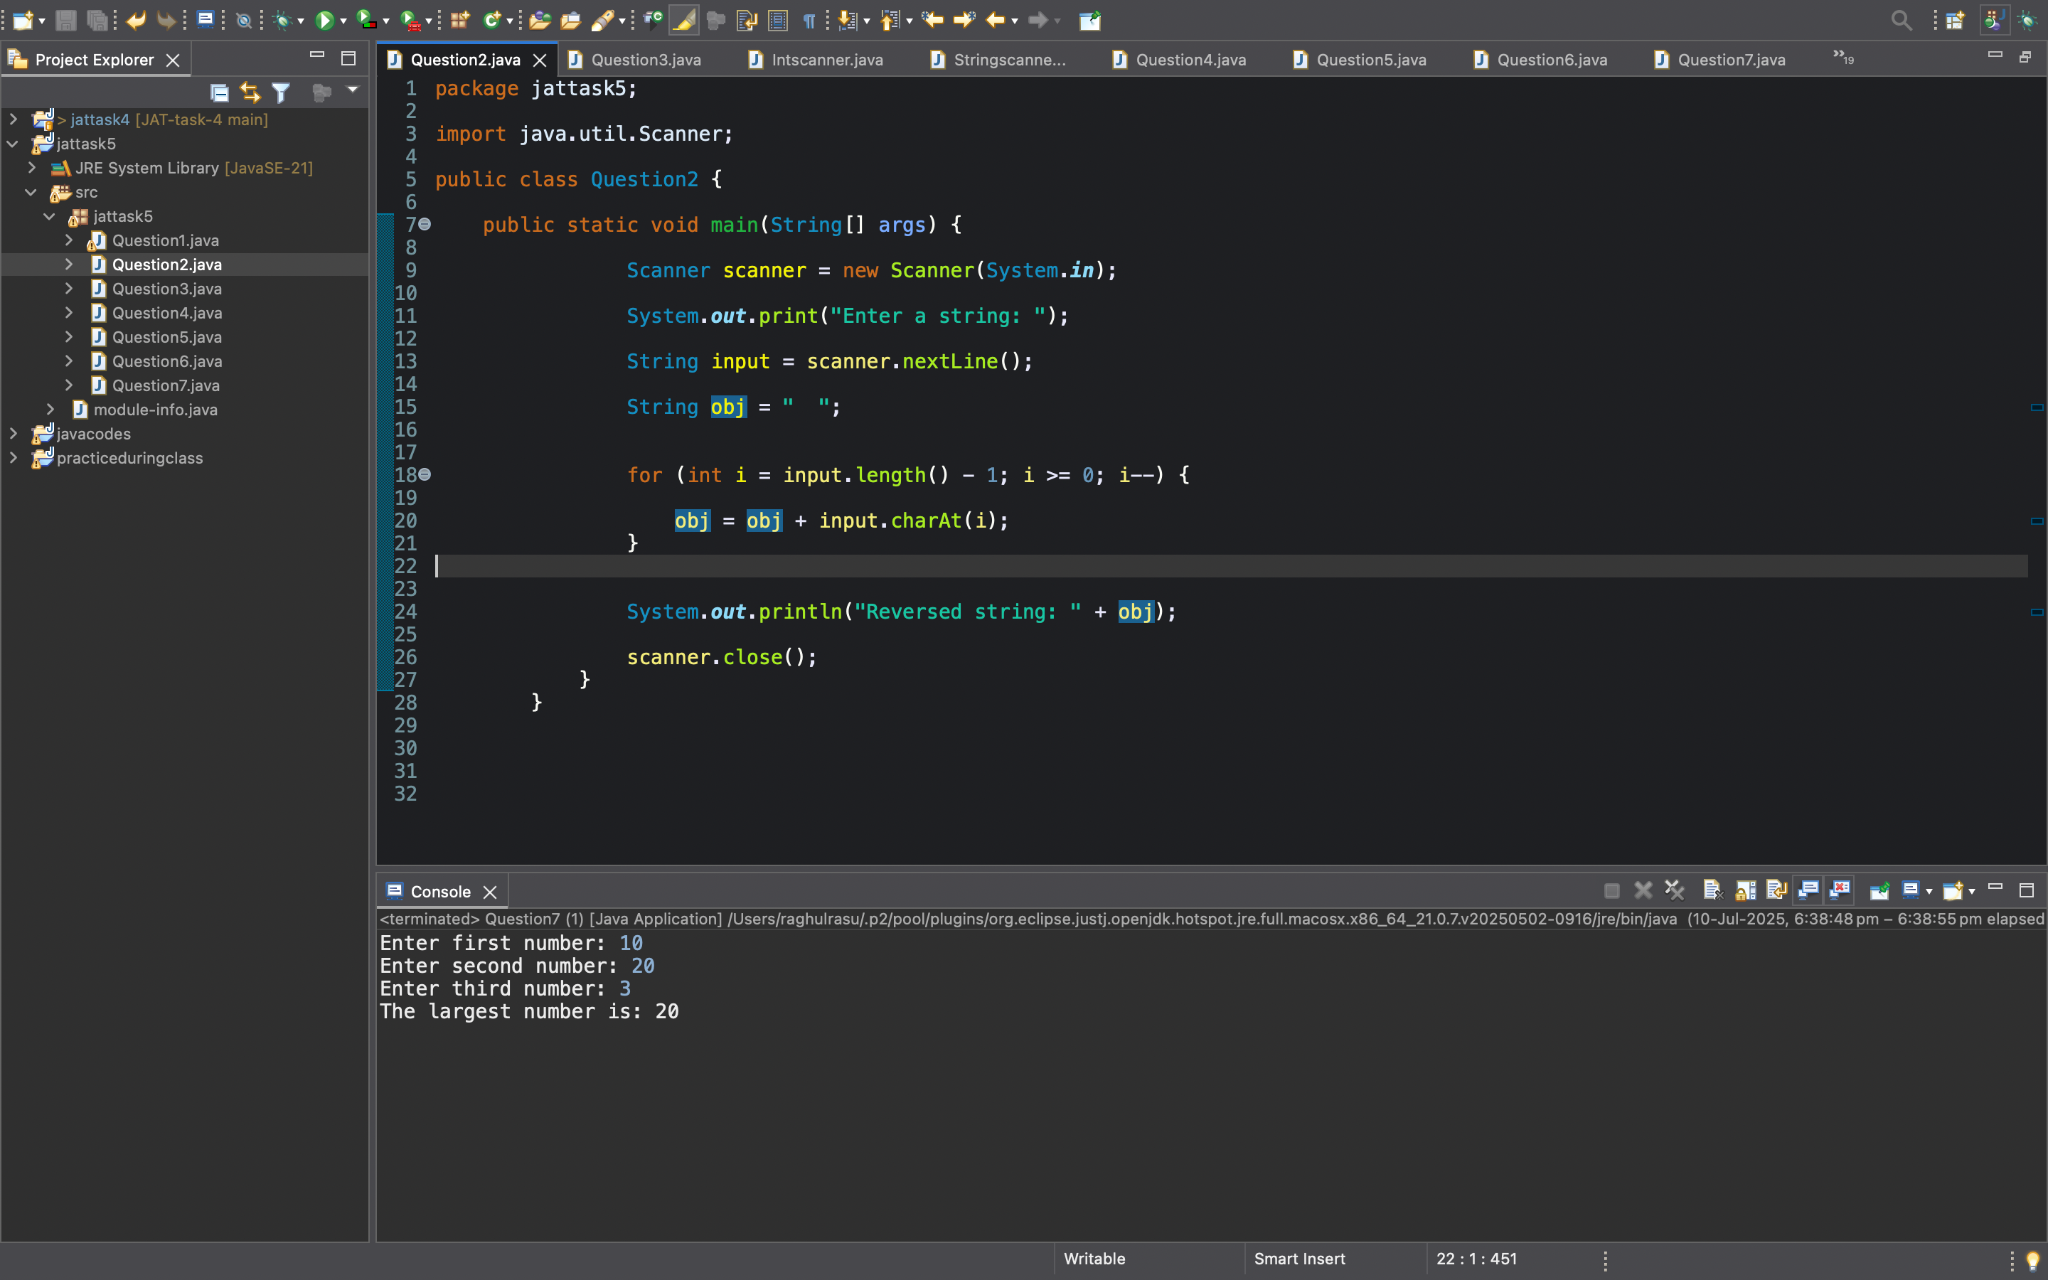 Project Explorer
> jattask4 [JAT-task-4 main]
jattask5
JRE System Library [JavaSE-21]
src
jattask5
Question1.java
Question2.java
Question3.java
Question4.java
Question5.java
Question6.java
Question7.java
module-info.java
javacodes
practiceduringclass
Question2.java Question3.java Intscanner.java Stringscanne... Question4.java Question5.java Question6.java Question7.java »19
1 package jattask5;
2
3 import java.util.Scanner;
4
5 public class Question2 {
6
7 public static void main(String[] args) {
8
9 Scanner scanner = new Scanner(System.in);
10
11 System.out.print("Enter a string: ");
12
13 String input = scanner.nextLine();
14
15 String obj = "  ";
16
17
18 for (int i = input.length() - 1; i >= 0; i--) {
19
20 obj = obj + input.charAt(i);
21 }
22
23
24 System.out.println("Reversed string: " + obj);
25
26 scanner.close();
27 }
28 }
29
30
31
32
Console
<terminated> Question7 (1) [Java Application] /Users/raghulrasu/.p2/pool/plugins/org.eclipse.justj.openjdk.hotspot.jre.full.macosx.x86_64_21.0.7.v20250502-0916/jre/bin/java (10-Jul-2025, 6:38:48 pm – 6:38:55 pm elapsed
Enter first number: 10
Enter second number: 20
Enter third number: 3
The largest number is: 20
Writable Smart Insert 22 : 1 : 451